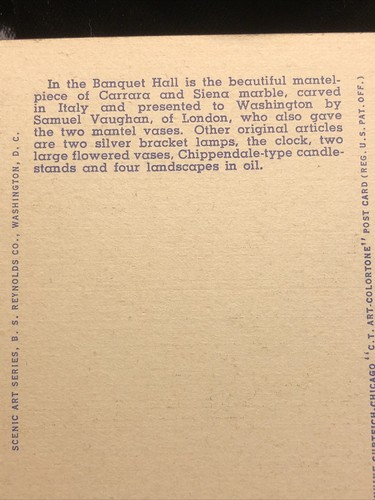 In the Banquet Hall is the beautiful mantel-
piece of Carrara and Siena marble, carved
in Italy and presented to Washington by
Samuel Vaughan, of London, who also gave
the two mantel vases. Other original articles
are two silver bracket lamps, the clock, two
large flowered vases, Chippendale-type candle-
stands and four landscapes in oil.
SCENIC ART SERIES, B. S. REYNOLDS CO., WASHINGTON, D. C.
CURTEICH-CHICAGO "C.T. ART-COLORTONE" POST CARD (REG. U.S. PAT. OFF.)